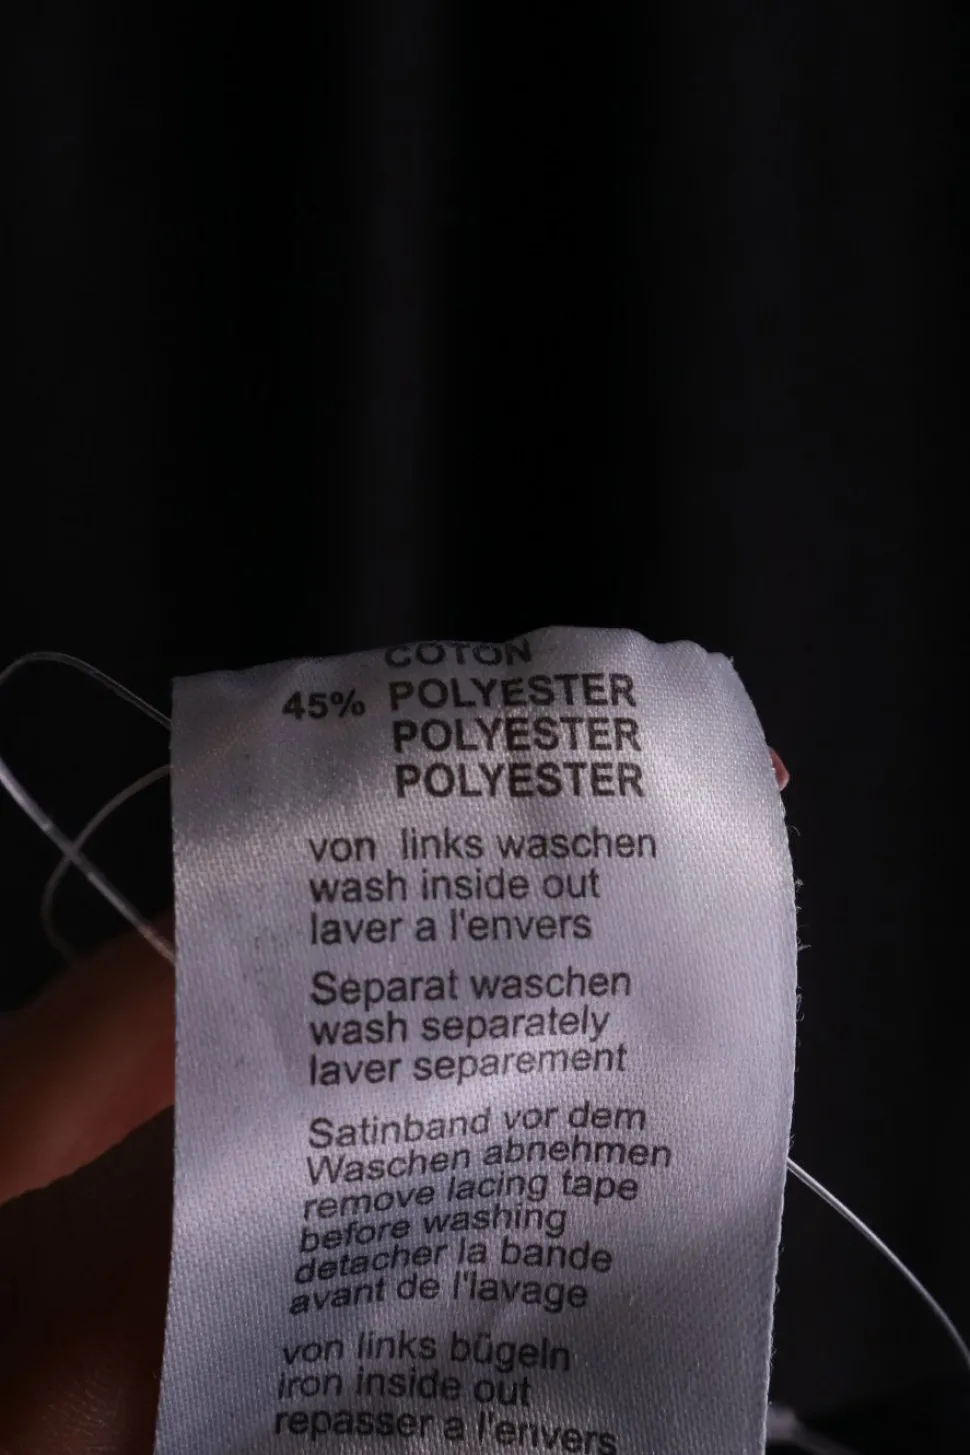 COTON
45% POLYESTER
POLYESTER
POLYESTER
von links waschen
wash inside out
laver a l'envers
Separat waschen
wash separately
laver separement
Satinband vor dem
Waschen abnehmen
remove lacing tape
before washing
detacher la bande
avant de l'lavage
von links bügeln
iron inside out
repasser a l'envers